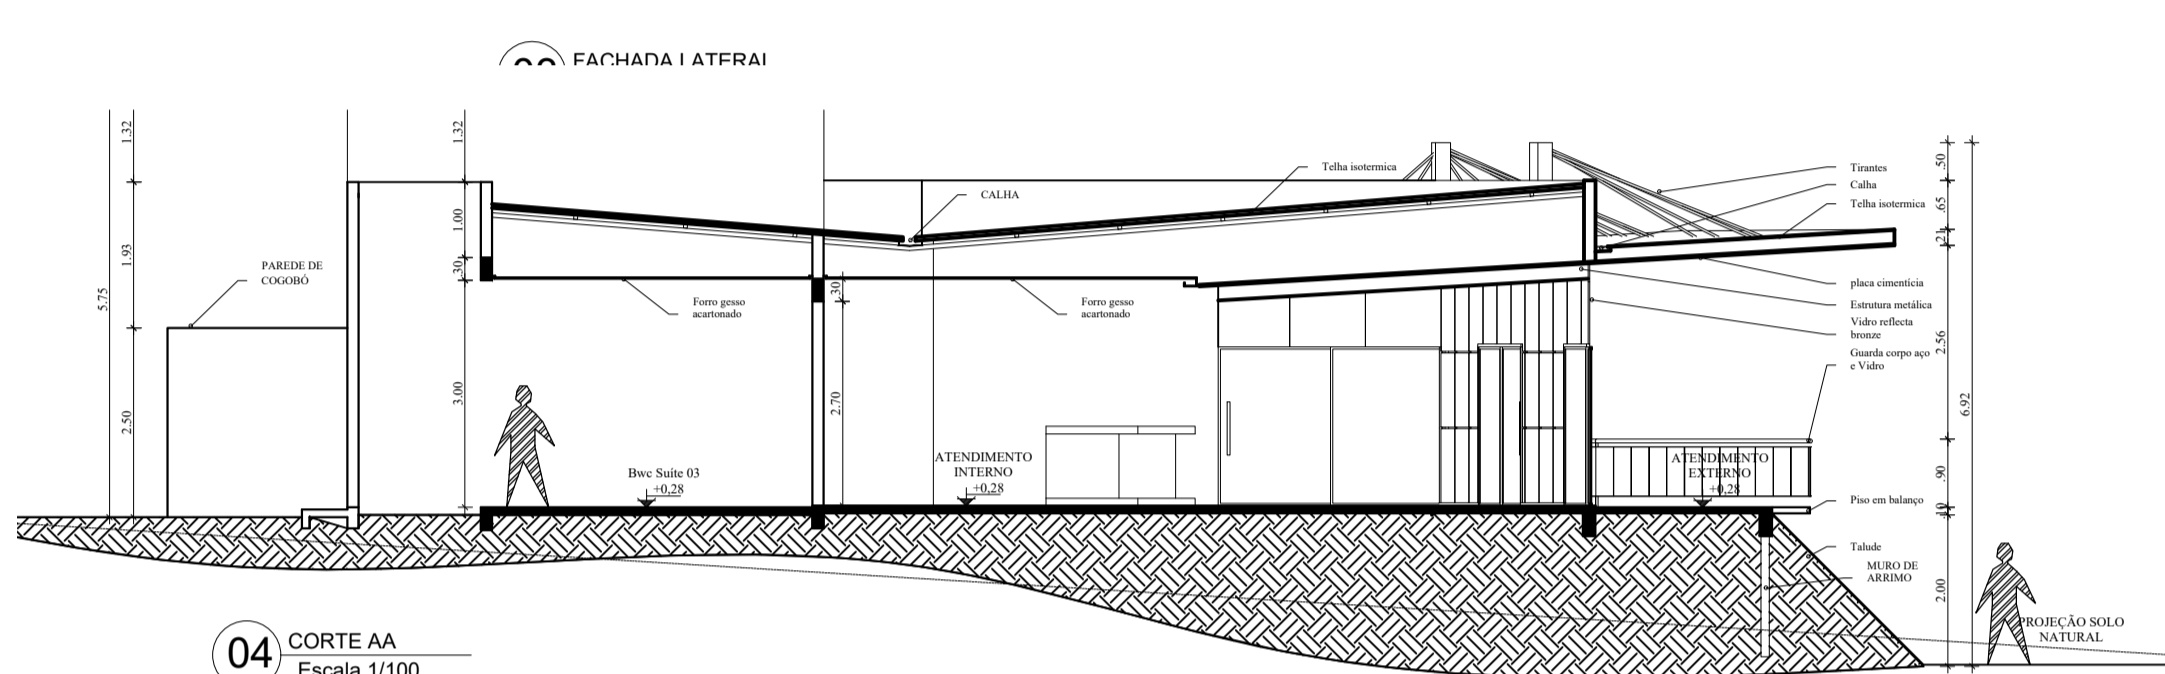 FACHADA LATERAL
1.32
1.32
.50
Telha isotermica
Tirantes
Calha
CALHA
Telha isotermica
.65
1.00
.21
1.93
PAREDE DE
COGOBÓ
.30
placa cimentícia
5.75
.30
Forro gesso
acartonado
Forro gesso
acartonado
Estrutura metálica
Vidro reflecta
bronze
2.56
Guarda corpo aço
e Vidro
3.00
2.70
6.92
2.50
ATENDIMENTO
INTERNO
+0,28
ATENDIMENTO
EXTERNO
+0,28
Bwc Suíte 03
+0,28
.90
Piso em balanço
.10
Talude
MURO DE
ARRIMO
2.00
PROJEÇÃO SOLO
NATURAL
04
CORTE AA
Escala 1/100